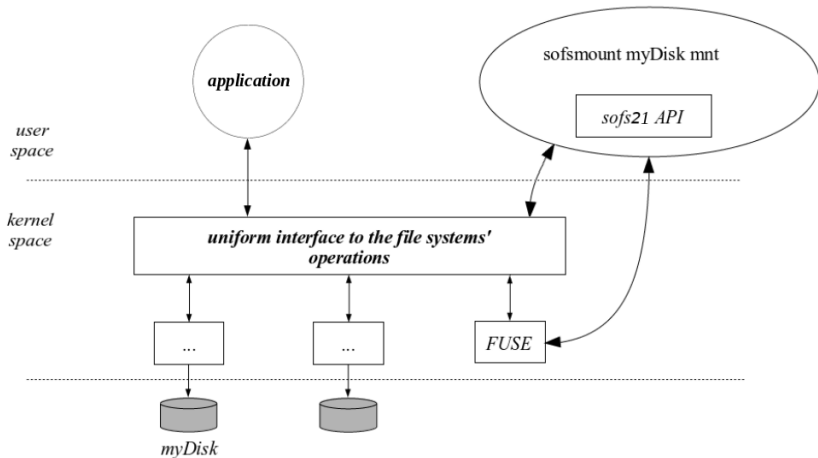 sofsmount myDisk mnt
application
sofs21 API
user
space
kernel
space
uniform interface to the file systems'
operations
...
...
FUSE
myDisk